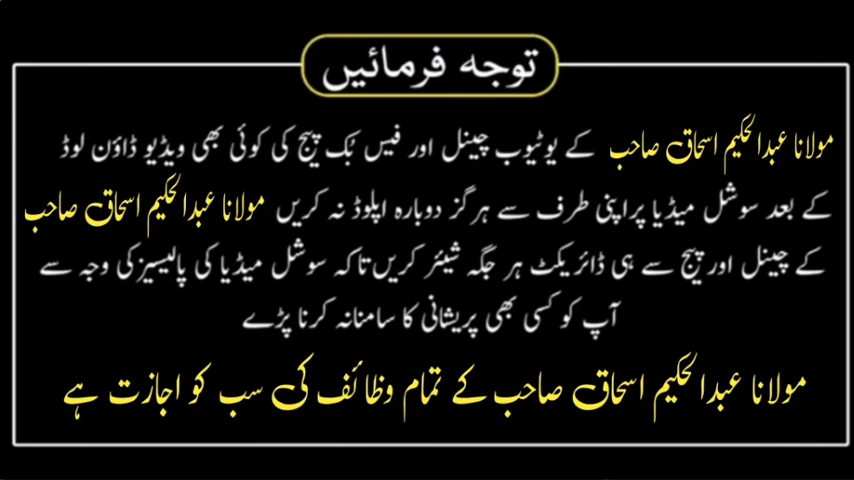 توجہ فرمائیں
مولانا عبدالحکیم اسحاق صاحب کے یوٹیوب چینل اور فیس بک پیج کی کوئی بھی ویڈیو ڈاؤن لوڈ
کے بعد سوشل میڈیا پر اپنی طرف سے ہرگز دوبارہ اپلوڈ نہ کریں مولانا عبدالحکیم اسحاق صاحب
کے چینل اور پیج سے ہی ڈائریکٹ ہر جگہ شیئر کریں تاکہ سوشل میڈیا کی پالیسیز کی وجہ سے
آپ کو کسی بھی پریشانی کا سامنا نہ کرنا پڑے
مولانا عبدالحکیم اسحاق صاحب کے تمام وظائف کی سب کو اجازت ہے